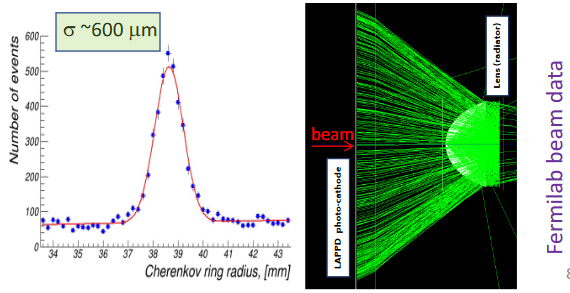 σ ~600 μm
Number of events
600
500
400
300
200
100
0
34 35 36 37 38 39 40 41 42 43
Cherenkov ring radius, [mm]
beam
LAPPD photo-cathode
Lens (radiator)
Fermilab beam data